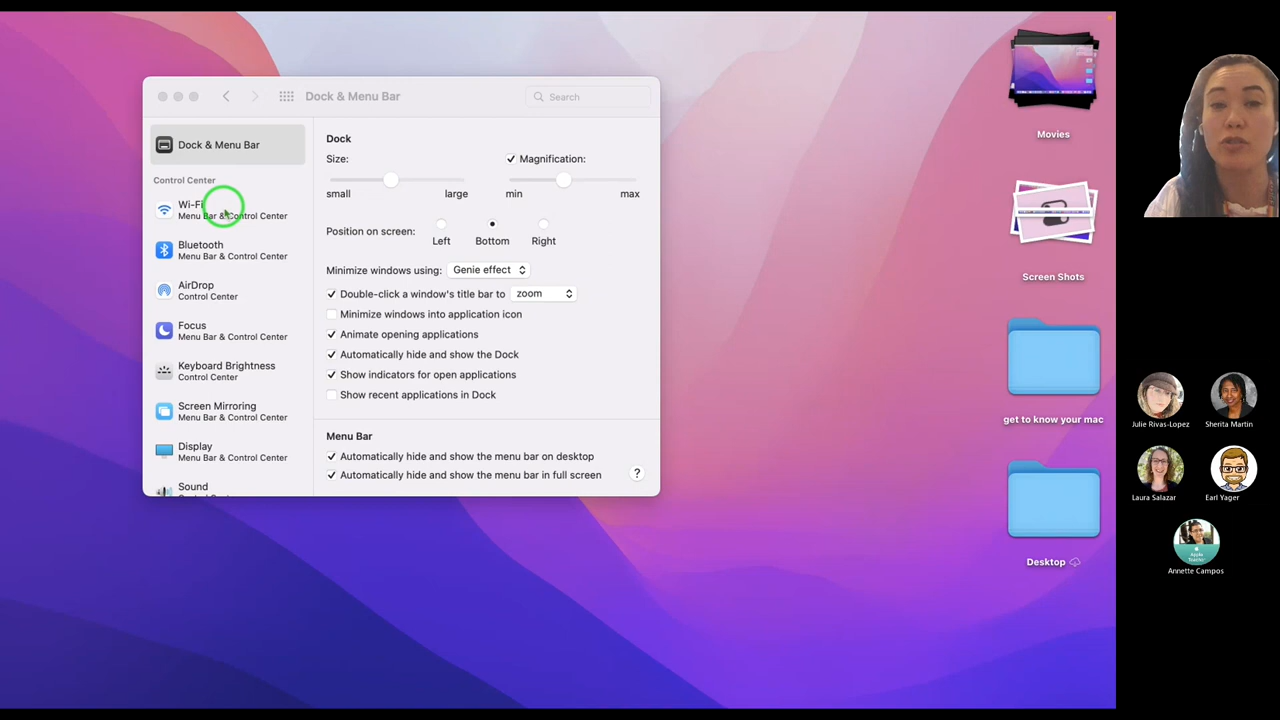 Dock & Menu Bar
Search
Dock & Menu Bar
Control Center
Wi-Fi
Menu Bar & Control Center
Bluetooth
Menu Bar & Control Center
AirDrop
Control Center
Focus
Menu Bar & Control Center
Keyboard Brightness
Control Center
Screen Mirroring
Menu Bar & Control Center
Display
Menu Bar & Control Center
Sound
Dock
Size:
Magnification:
small
large
min
max
Position on screen:
Left
Bottom
Right
Minimize windows using:
Genie effect
Double-click a window's title bar to
zoom
Minimize windows into application icon
Animate opening applications
Automatically hide and show the Dock
Show indicators for open applications
Show recent applications in Dock
Menu Bar
Automatically hide and show the menu bar on desktop
Automatically hide and show the menu bar in full screen
?
Movies
Screen Shots
get to know your mac
Desktop
Julie Rivas-Lopez
Sherita Martin
Laura Salazar
Earl Yager
Apple
Teacher
Annette Campos